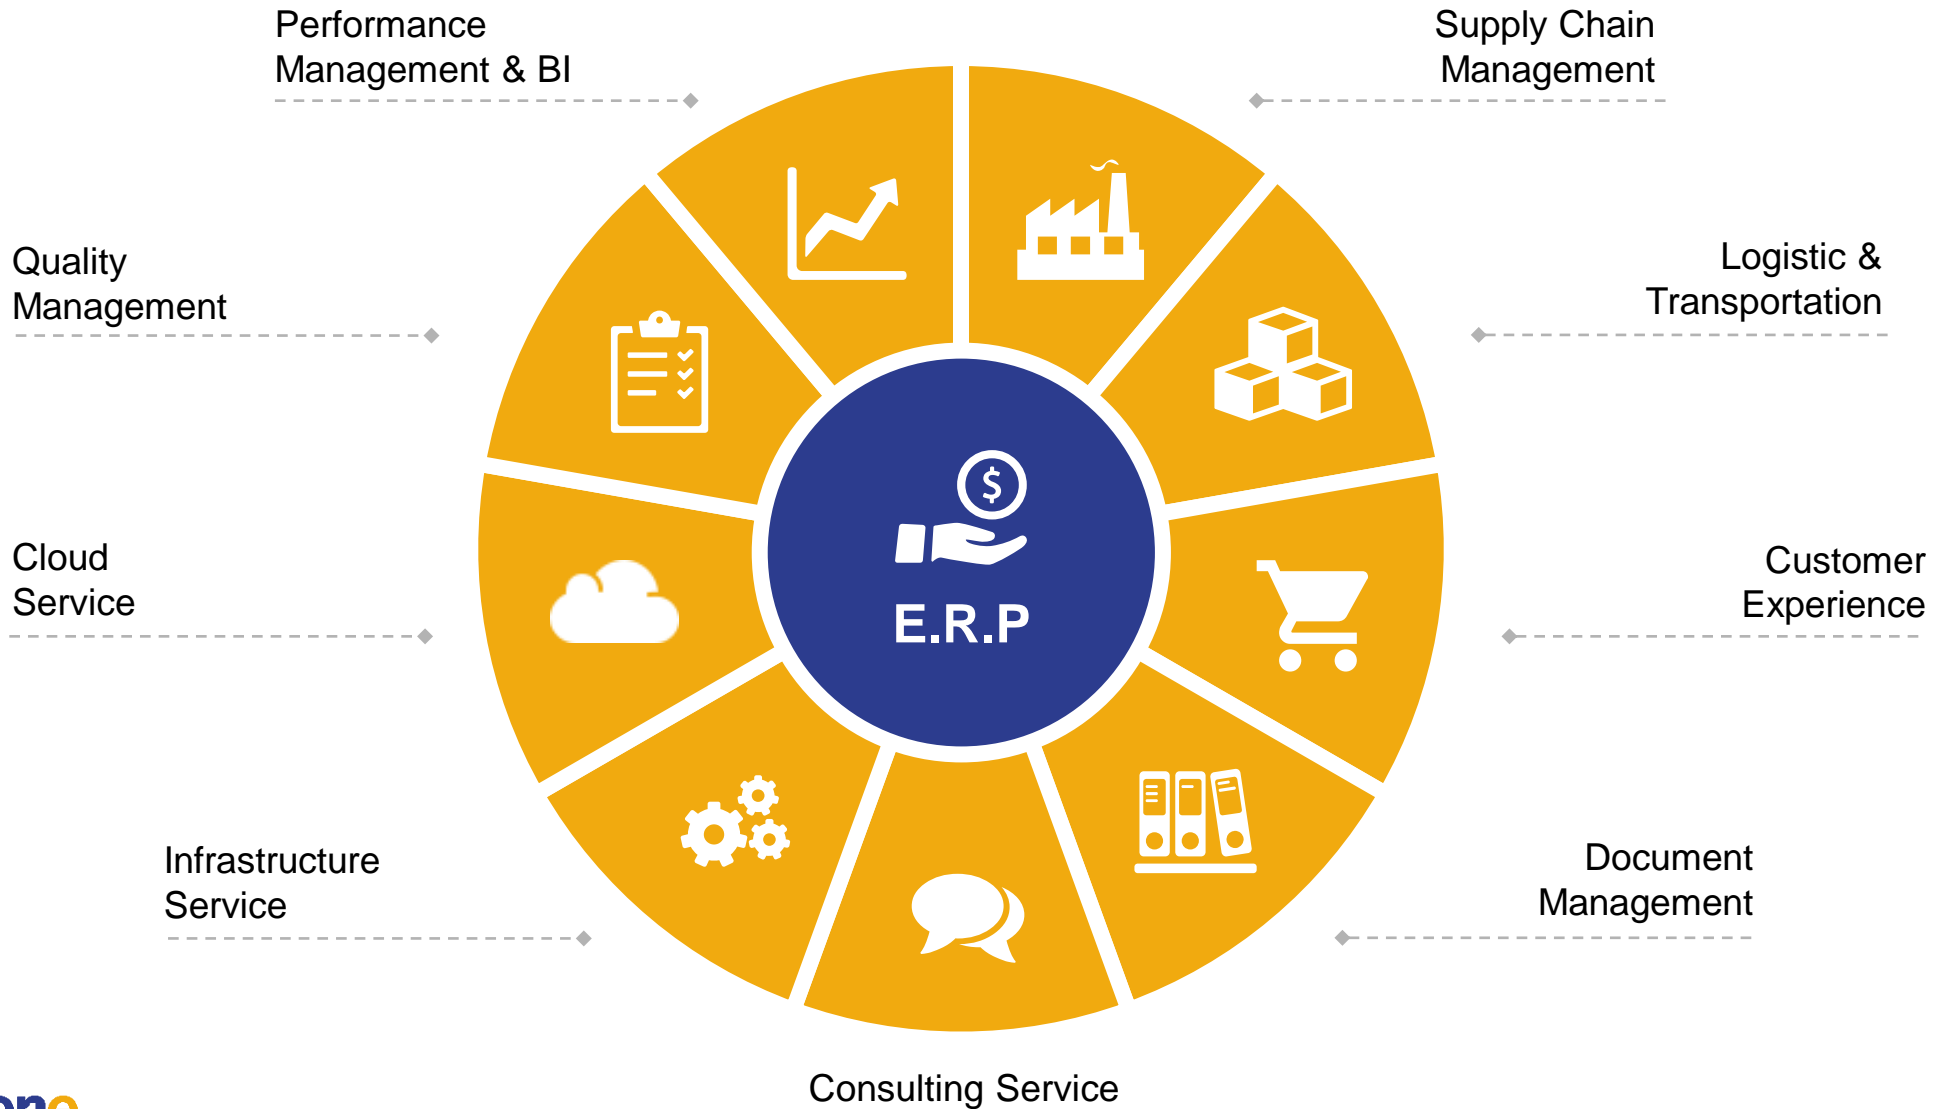 Performance
Management & BI
Supply Chain
Management
Quality
Management
Logistic &
Transportation
$
E.R.P
Cloud
Service
Customer
Experience
Infrastructure
Service
Document
Management
Consulting Service